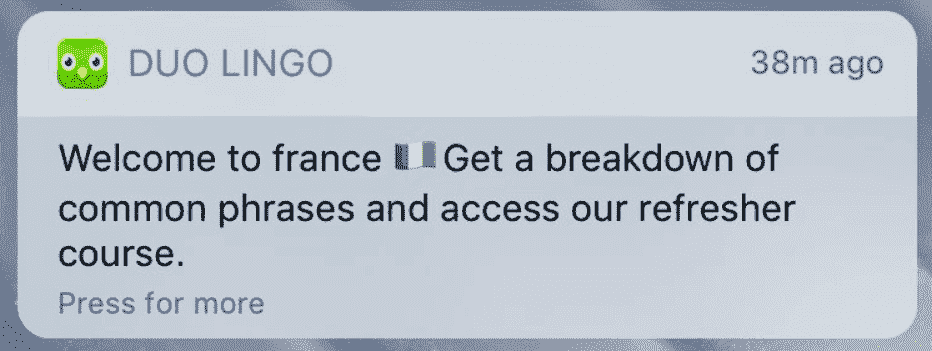 DUO LINGO
38m ago
Welcome to france 🇫🇷 Get a breakdown of
common phrases and access our refresher
course.
Press for more